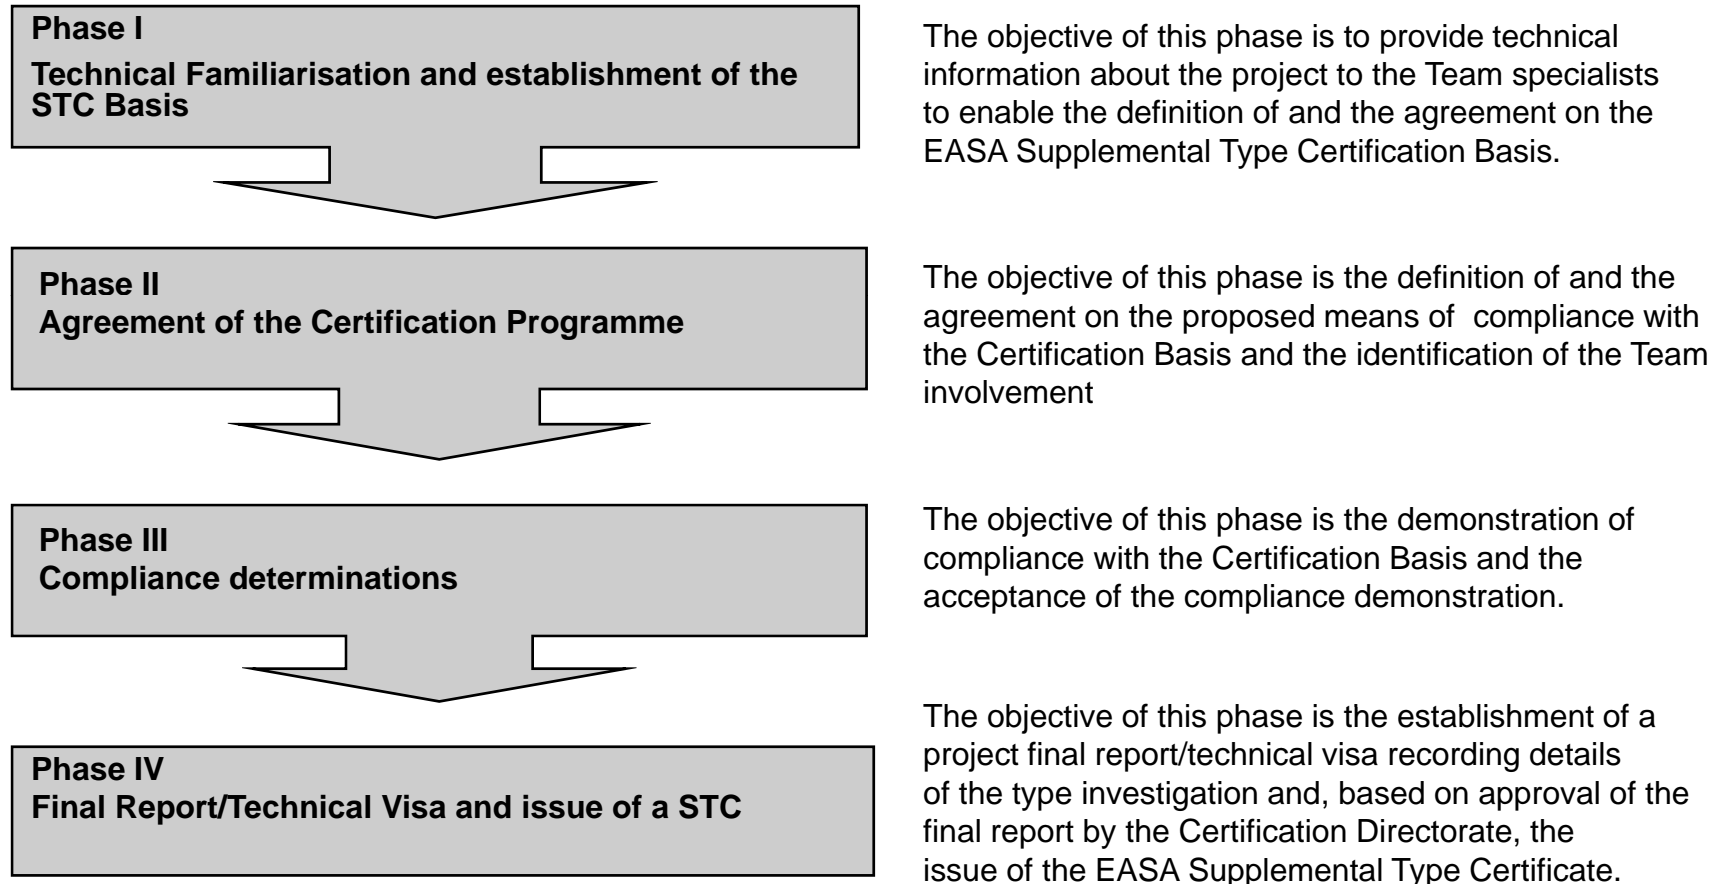 Phase I
Technical Familiarisation and establishment of the
STC Basis
The objective of this phase is to provide technical
information about the project to the Team specialists
to enable the definition of and the agreement on the
EASA Supplemental Type Certification Basis.
Phase II
Agreement of the Certification Programme
The objective of this phase is the definition of and the
agreement on the proposed means of  compliance with
the Certification Basis and the identification of the Team
involvement
Phase III
Compliance determinations
The objective of this phase is the demonstration of
compliance with the Certification Basis and the
acceptance of the compliance demonstration.
Phase IV
Final Report/Technical Visa and issue of a STC
The objective of this phase is the establishment of a
project final report/technical visa recording details
of the type investigation and, based on approval of the
final report by the Certification Directorate, the
issue of the EASA Supplemental Type Certificate.